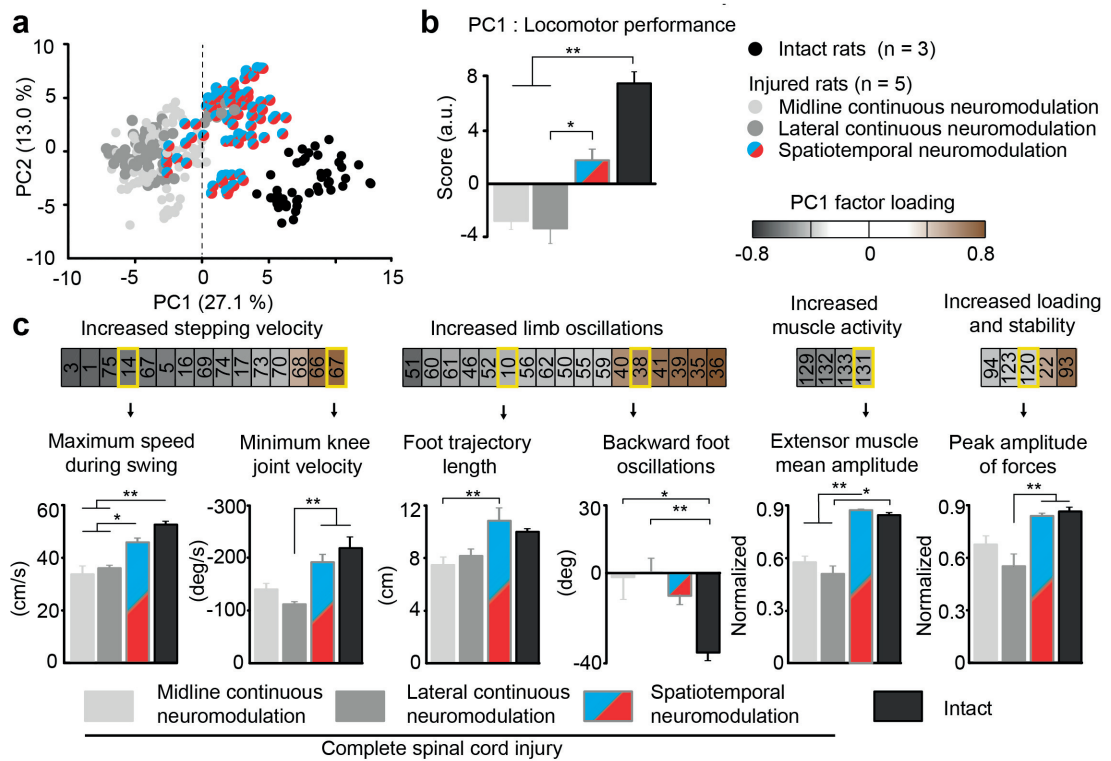 a
10
5
0
-5
-10
PC2 (13.0 %)
-10
-5
0
5
10
15
PC1 (27.1 %)
b
PC1 : Locomotor performance
**
*
8
4
0
-4
Score (a.u.)
Intact rats (n = 3)
Injured rats (n = 5)
Midline continuous neuromodulation
Lateral continuous neuromodulation
Spatiotemporal neuromodulation
PC1 factor loading
-0.8
0
0.8
c
Increased stepping velocity
3 1 75 14 67 5 16 69 74 17 73 70 68 66 67
Increased limb oscillations
51 60 61 46 52 10 56 62 50 55 59 40 38 41 39 35 36
Increased
muscle activity
129 132 133 131
Increased loading
and stability
94 123 120 22 93
Maximum speed
during swing
60
40
20
0
(cm/s)
**
*
Minimum knee
joint velocity
-300
-200
-100
0
(deg/s)
**
Foot trajectory
length
12
8
4
0
(cm)
**
Backward foot
oscillations
30
0
-40
(deg)
*
**
Extensor muscle
mean amplitude
0.9
0.6
0.3
0
Normalized
**
*
Peak amplitude
of forces
0.9
0.6
0.3
0
Normalized
**
Midline continuous
neuromodulation
Lateral continuous
neuromodulation
Spatiotemporal
neuromodulation
Intact
Complete spinal cord injury